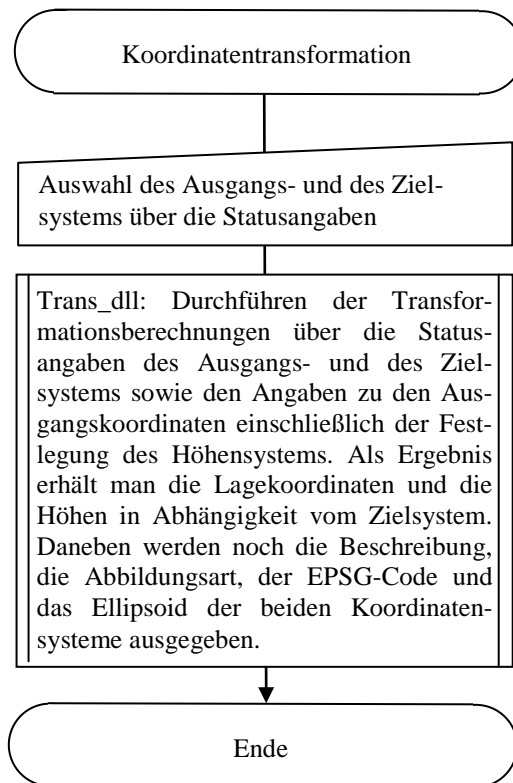 Koordinatentransformation
Auswahl des Ausgangs- und des Ziel-
systems über die Statusangaben
Trans_dll: Durchführen der Transfor-
mationsberechnungen über die Status-
angaben des Ausgangs- und des Ziel-
systems sowie den Angaben zu den Aus-
gangskoordinaten einschließlich der Fest-
legung des Höhensystems. Als Ergebnis
erhält man die Lagekoordinaten und die
Höhen in Abhängigkeit vom Zielsystem.
Daneben werden noch die Beschreibung,
die Abbildungsart, der EPSG-Code und
das Ellipsoid der beiden Koordinaten-
systeme ausgegeben.
Ende